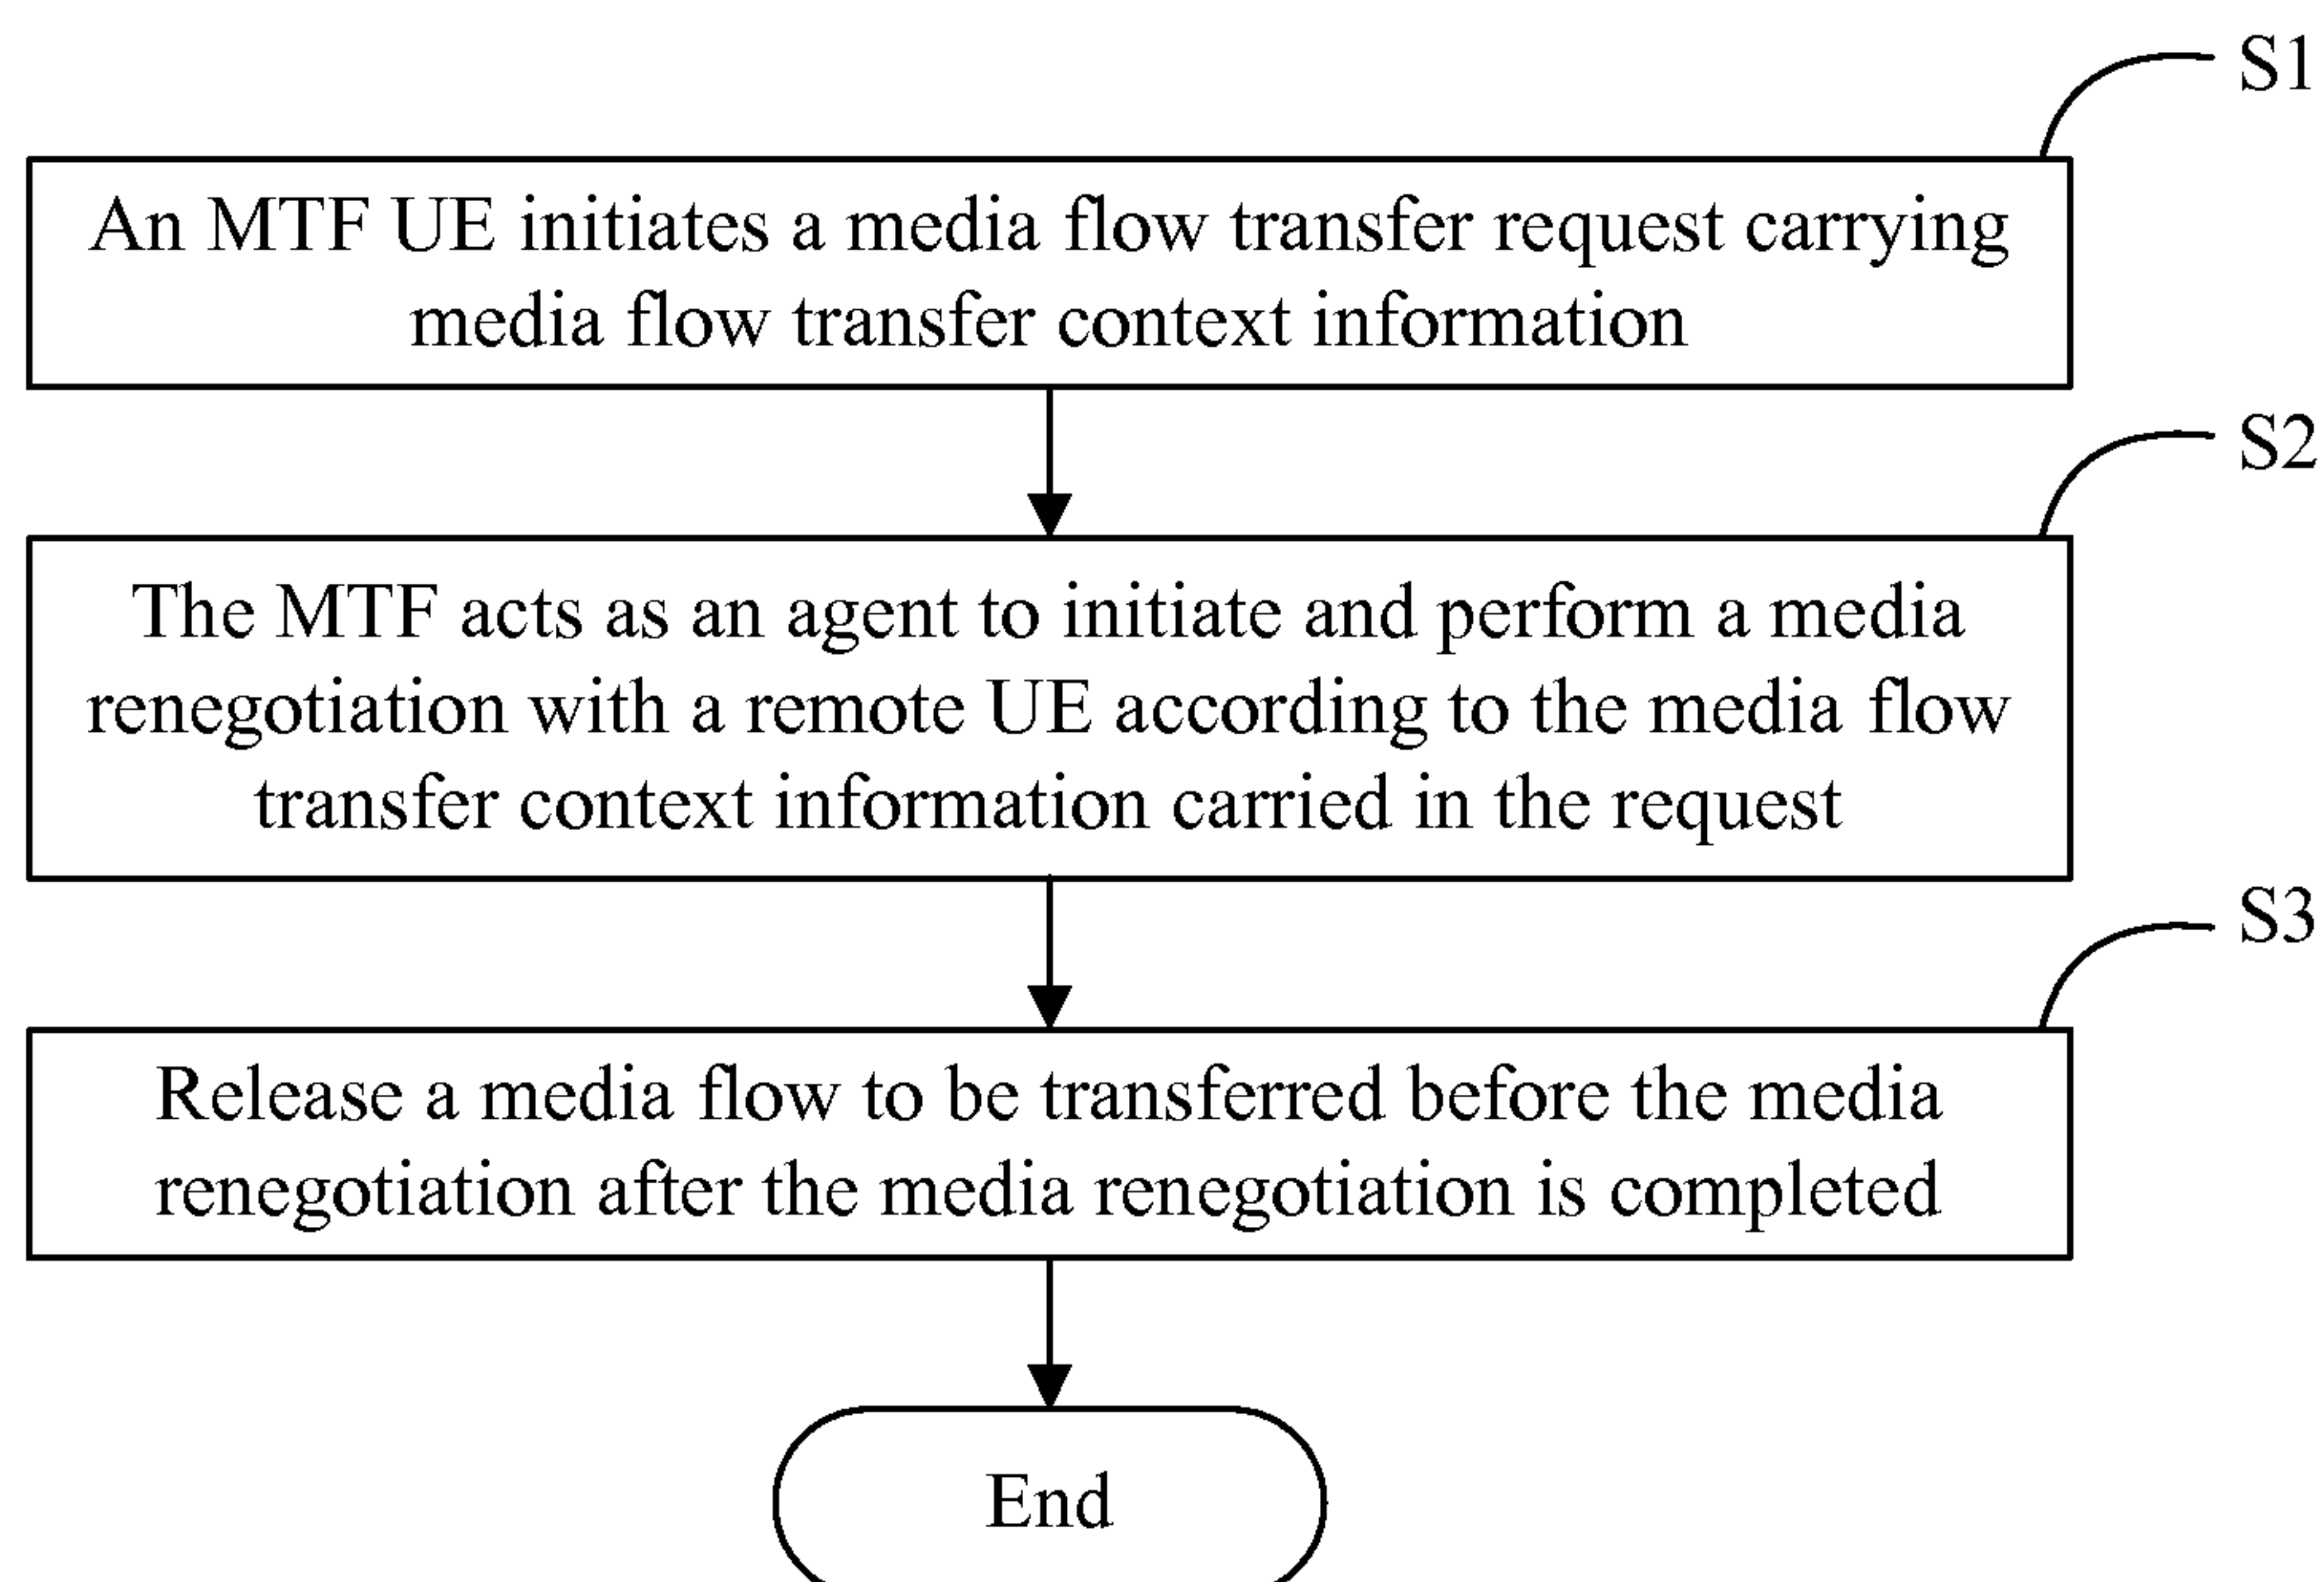 S1
An MTF UE initiates a media flow transfer request carrying
media flow transfer context information
S2
The MTF acts as an agent to initiate and perform a media
renegotiation with a remote UE according to the media flow
transfer context information carried in the request
S3
Release a media flow to be transferred before the media
renegotiation after the media renegotiation is completed
End